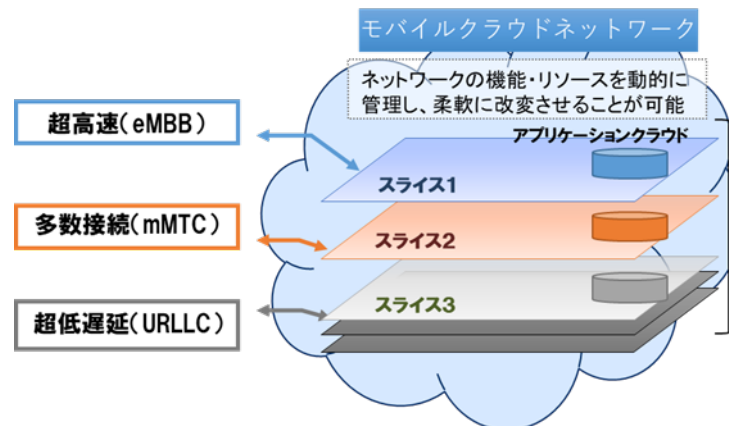 モバイルクラウドネットワーク
ネットワークの機能・リソースを動的に
管理し、柔軟に改変させることが可能
超高速(eMBB)
アプリケーションクラウド
スライス1
多数接続(mMTC)
スライス2
超低遅延(URLLC)
スライス3